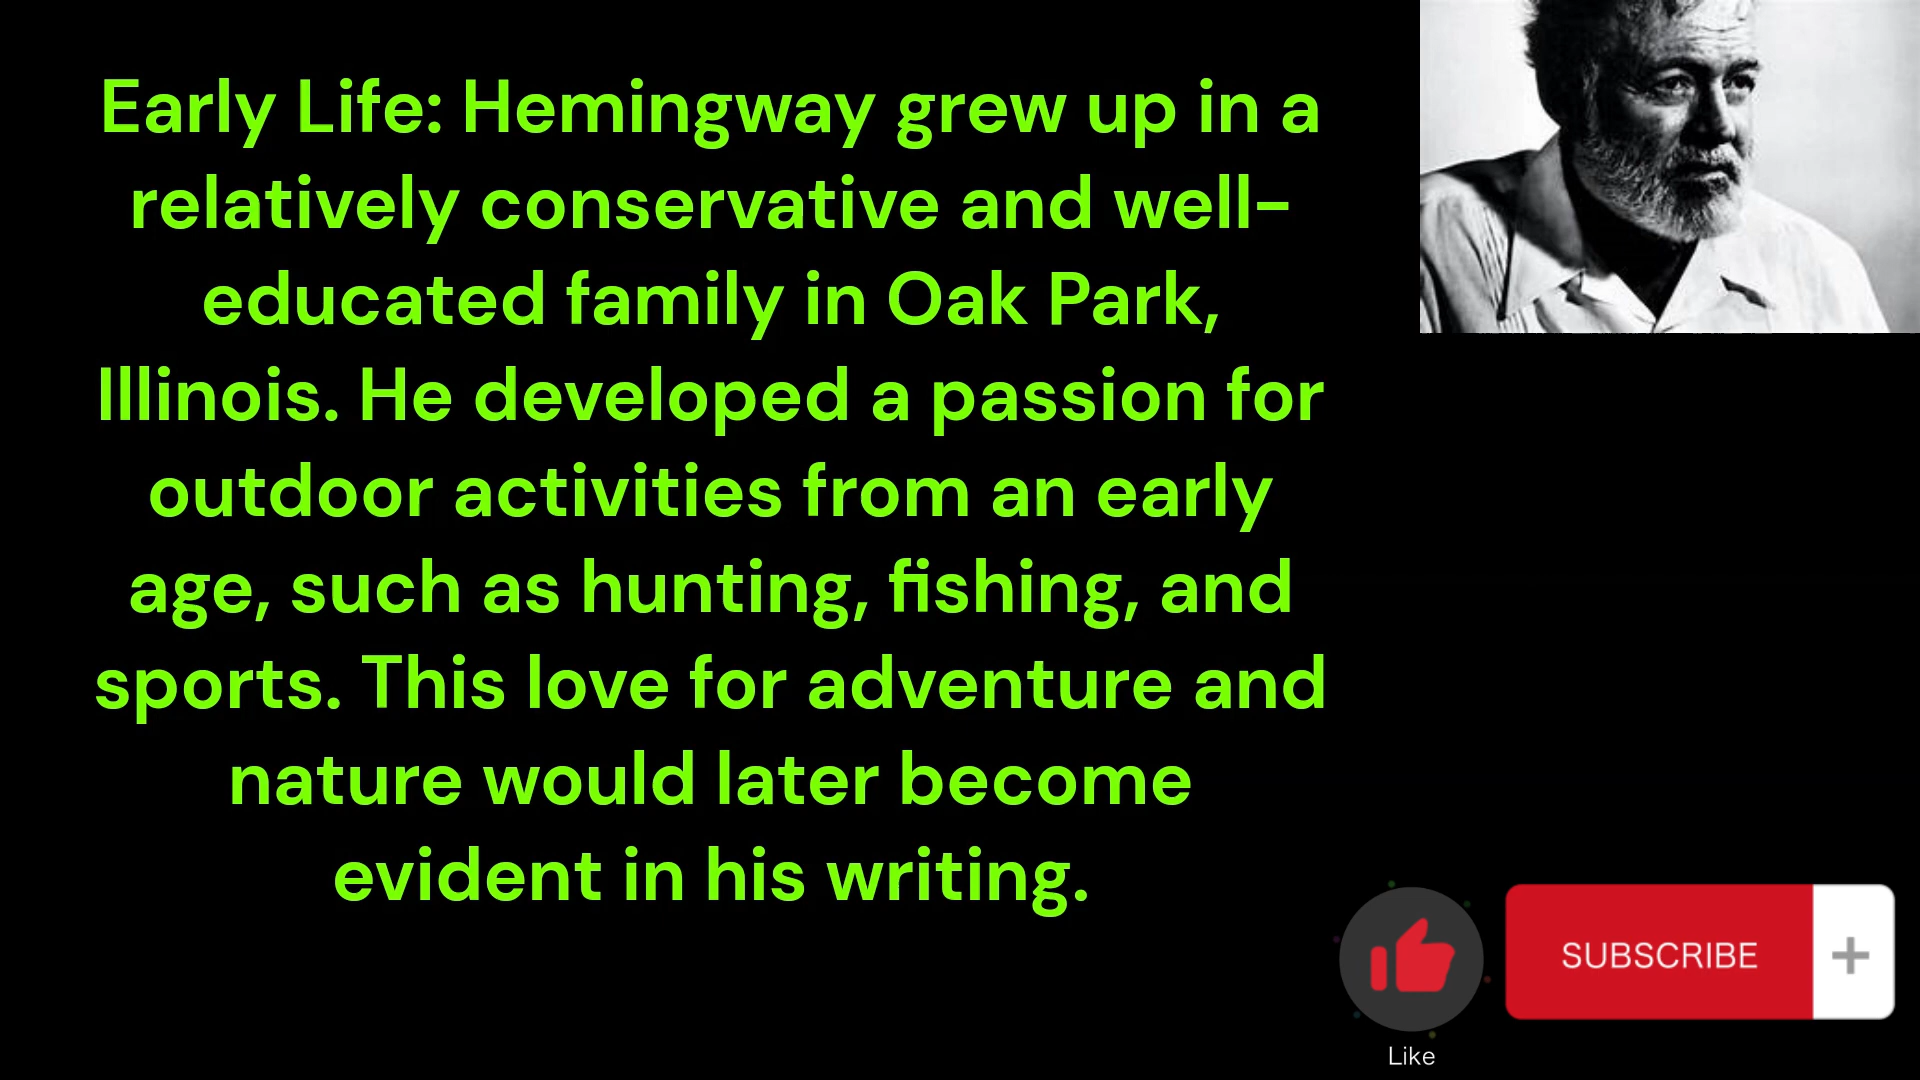 Early Life: Hemingway grew up in a
relatively conservative and well-
educated family in Oak Park,
Illinois. He developed a passion for
outdoor activities from an early
age, such as hunting, fishing, and
sports. This love for adventure and
nature would later become
evident in his writing.
SUBSCRIBE +
Like